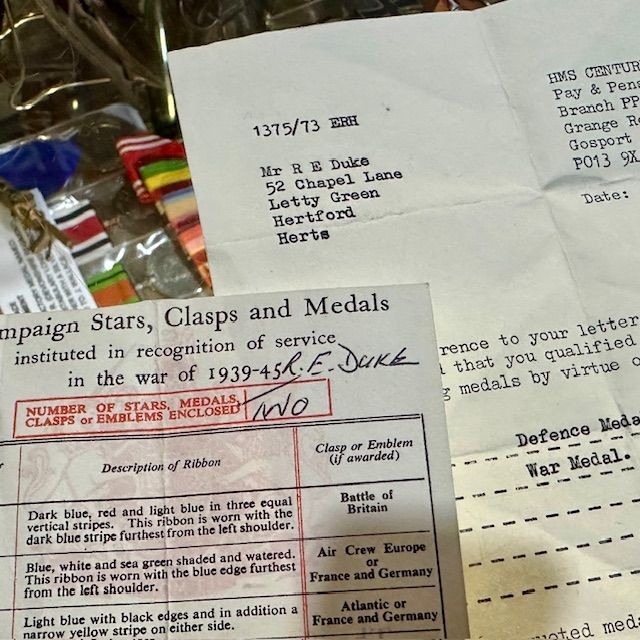 1375/73 ERH
Mr R E Duke
52 Chapel Lane
Letty Green
Hertford
Herts
HMS CENTUR
Pay & Pens
Branch PP
Grange R
Gosport
PO13 9X
Date:
rence to your letter
that you qualified
medals by virtue o
Defence Meda
War Medal.
uoted med
mpaign Stars, Clasps and Medals
instituted in recognition of service
in the war of 1939-45 R. E. DUKE
NUMBER OF STARS, MEDALS,
CLASPS or EMBLEMS ENCLOSED
Description of Ribbon
Clasp or Emblem
(if awarded)
Dark blue, red and light blue in three equal
vertical stripes. This ribbon is worn with the
dark blue stripe furthest from the left shoulder.
Battle of
Britain
Blue, white and sea green shaded and watered.
This ribbon is worn with the blue edge furthest
from the left shoulder.
Air Crew Europe
or
France and Germany
Light blue with black edges and in addition a
narrow yellow stripe on either side.
Atlantic or
France and Germany